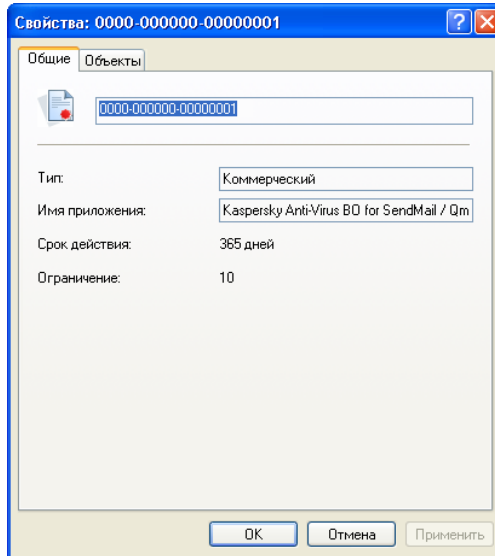 Свойства: 0000-000000-00000001
Общие Объекты
0000-000000-00000001
Тип: Коммерческий
Имя приложения: Kaspersky Anti-Virus BO for SendMail / Qm
Срок действия: 365 дней
Ограничение: 10
OK Отмена Применить